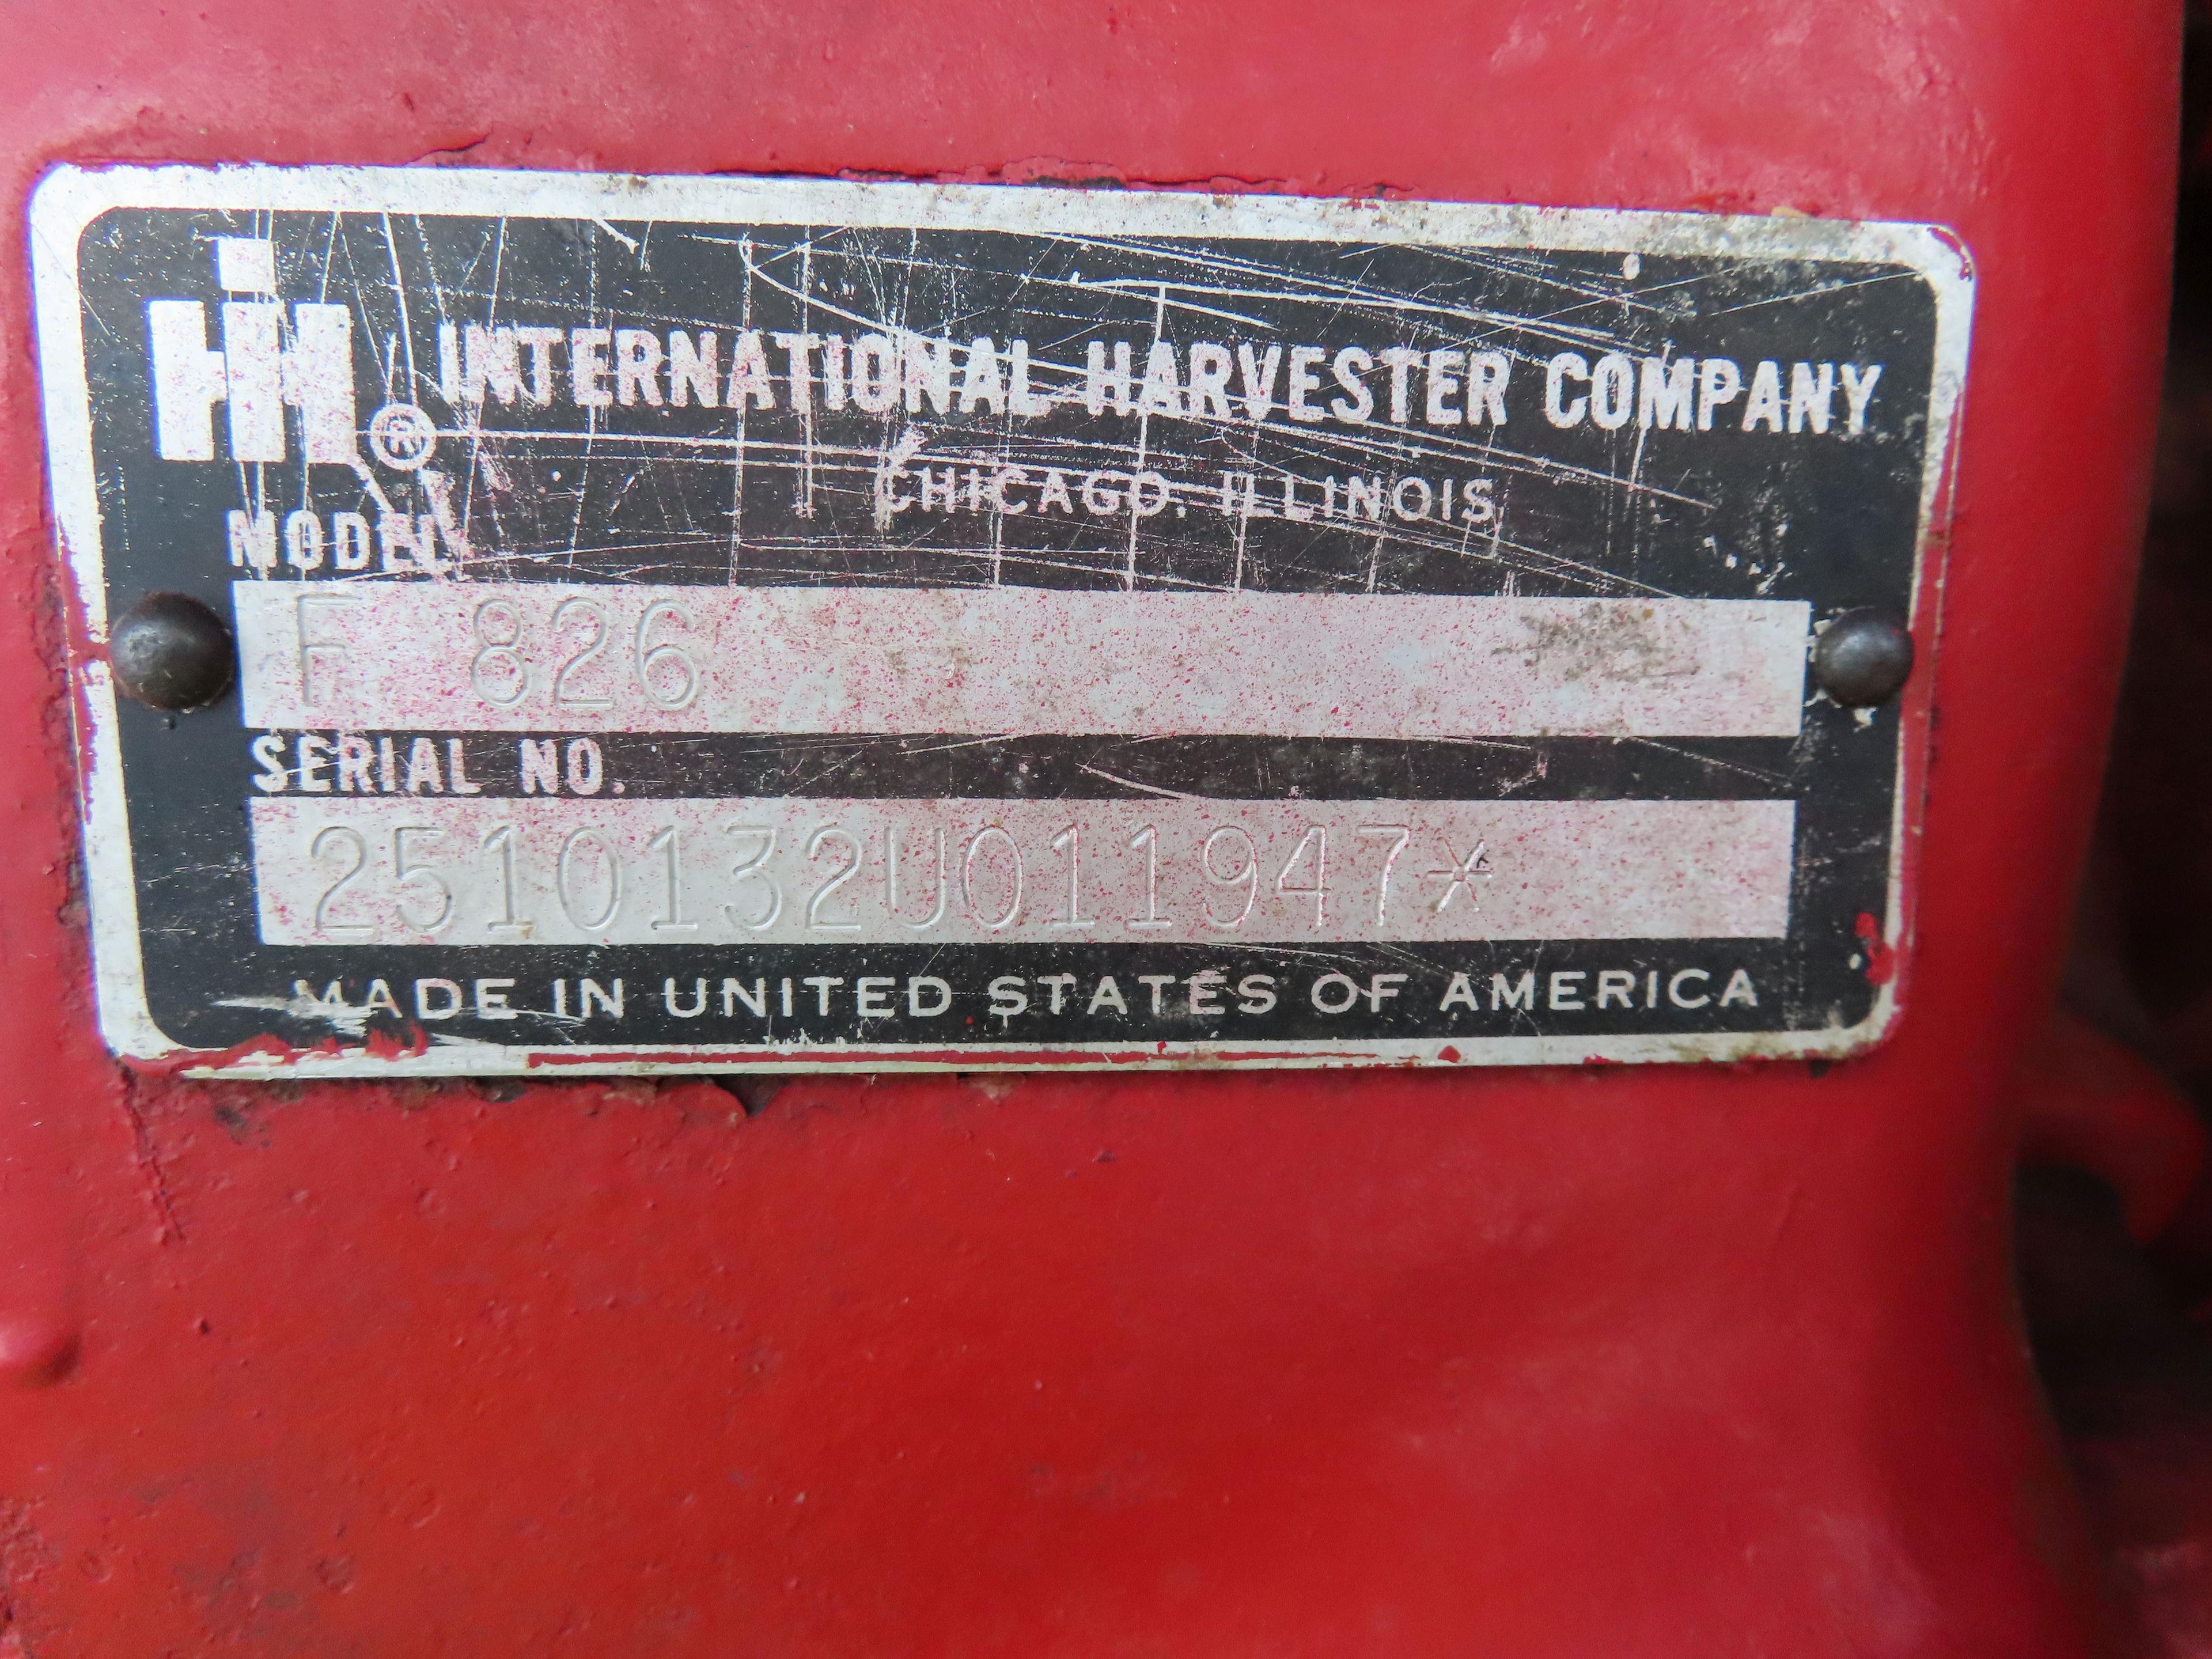 IH® INTERNATIONAL HARVESTER COMPANY
CHICAGO, ILLINOIS
MODEL
F 826
SERIAL NO.
2510132U011947*
MADE IN UNITED STATES OF AMERICA